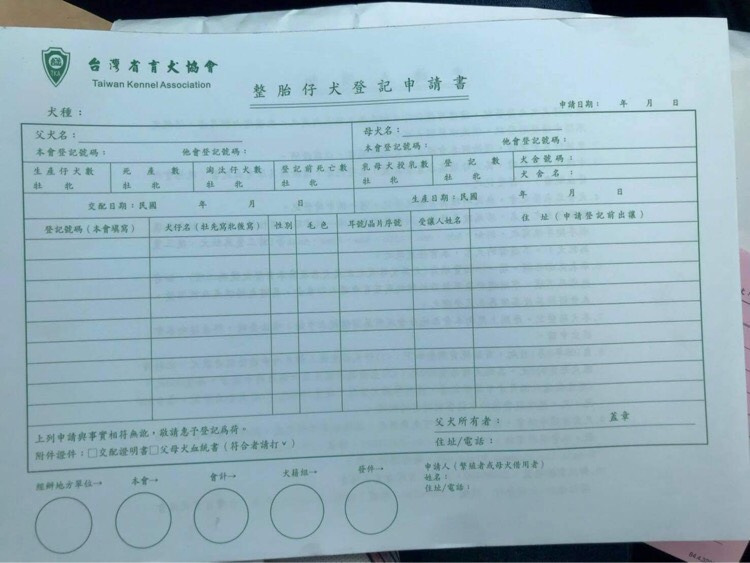 台灣省育犬協會
Taiwan Kennel Association
整胎仔犬登記申請書
犬種：
申請日期： 年 月 日
父犬名：
母犬名：
本會登記號碼： 他會登記號碼：
本會登記號碼： 他會登記號碼：
生產仔犬數 死產數 淘汰仔犬數 登記前死亡數 乳母犬授乳數 登記數 犬舍號碼：
牡 牝 牡 牝 牡 牝 牡 牝 牡 牝 牡 牝 犬舍名：
交配日期：民國 年 月 日 生產日期：民國 年 月 日
登記號碼（本會填寫） 犬仔名（牡先寫牝後寫） 性別 毛色 耳號/晶片序號 受讓人姓名 住址（申請登記前出讓）
上列申請與事實相符無訛，敬請惠予登記為荷。
父犬所有者： 蓋章
附件證件：□交配證明書□父母犬血統書（符合者請打ˇ）
住址/電話：
經辦地方單位→ 本會→ 會計→ 犬籍組→ 發件→
申請人（繁殖者或母犬借用者）
姓名：
住址/電話：